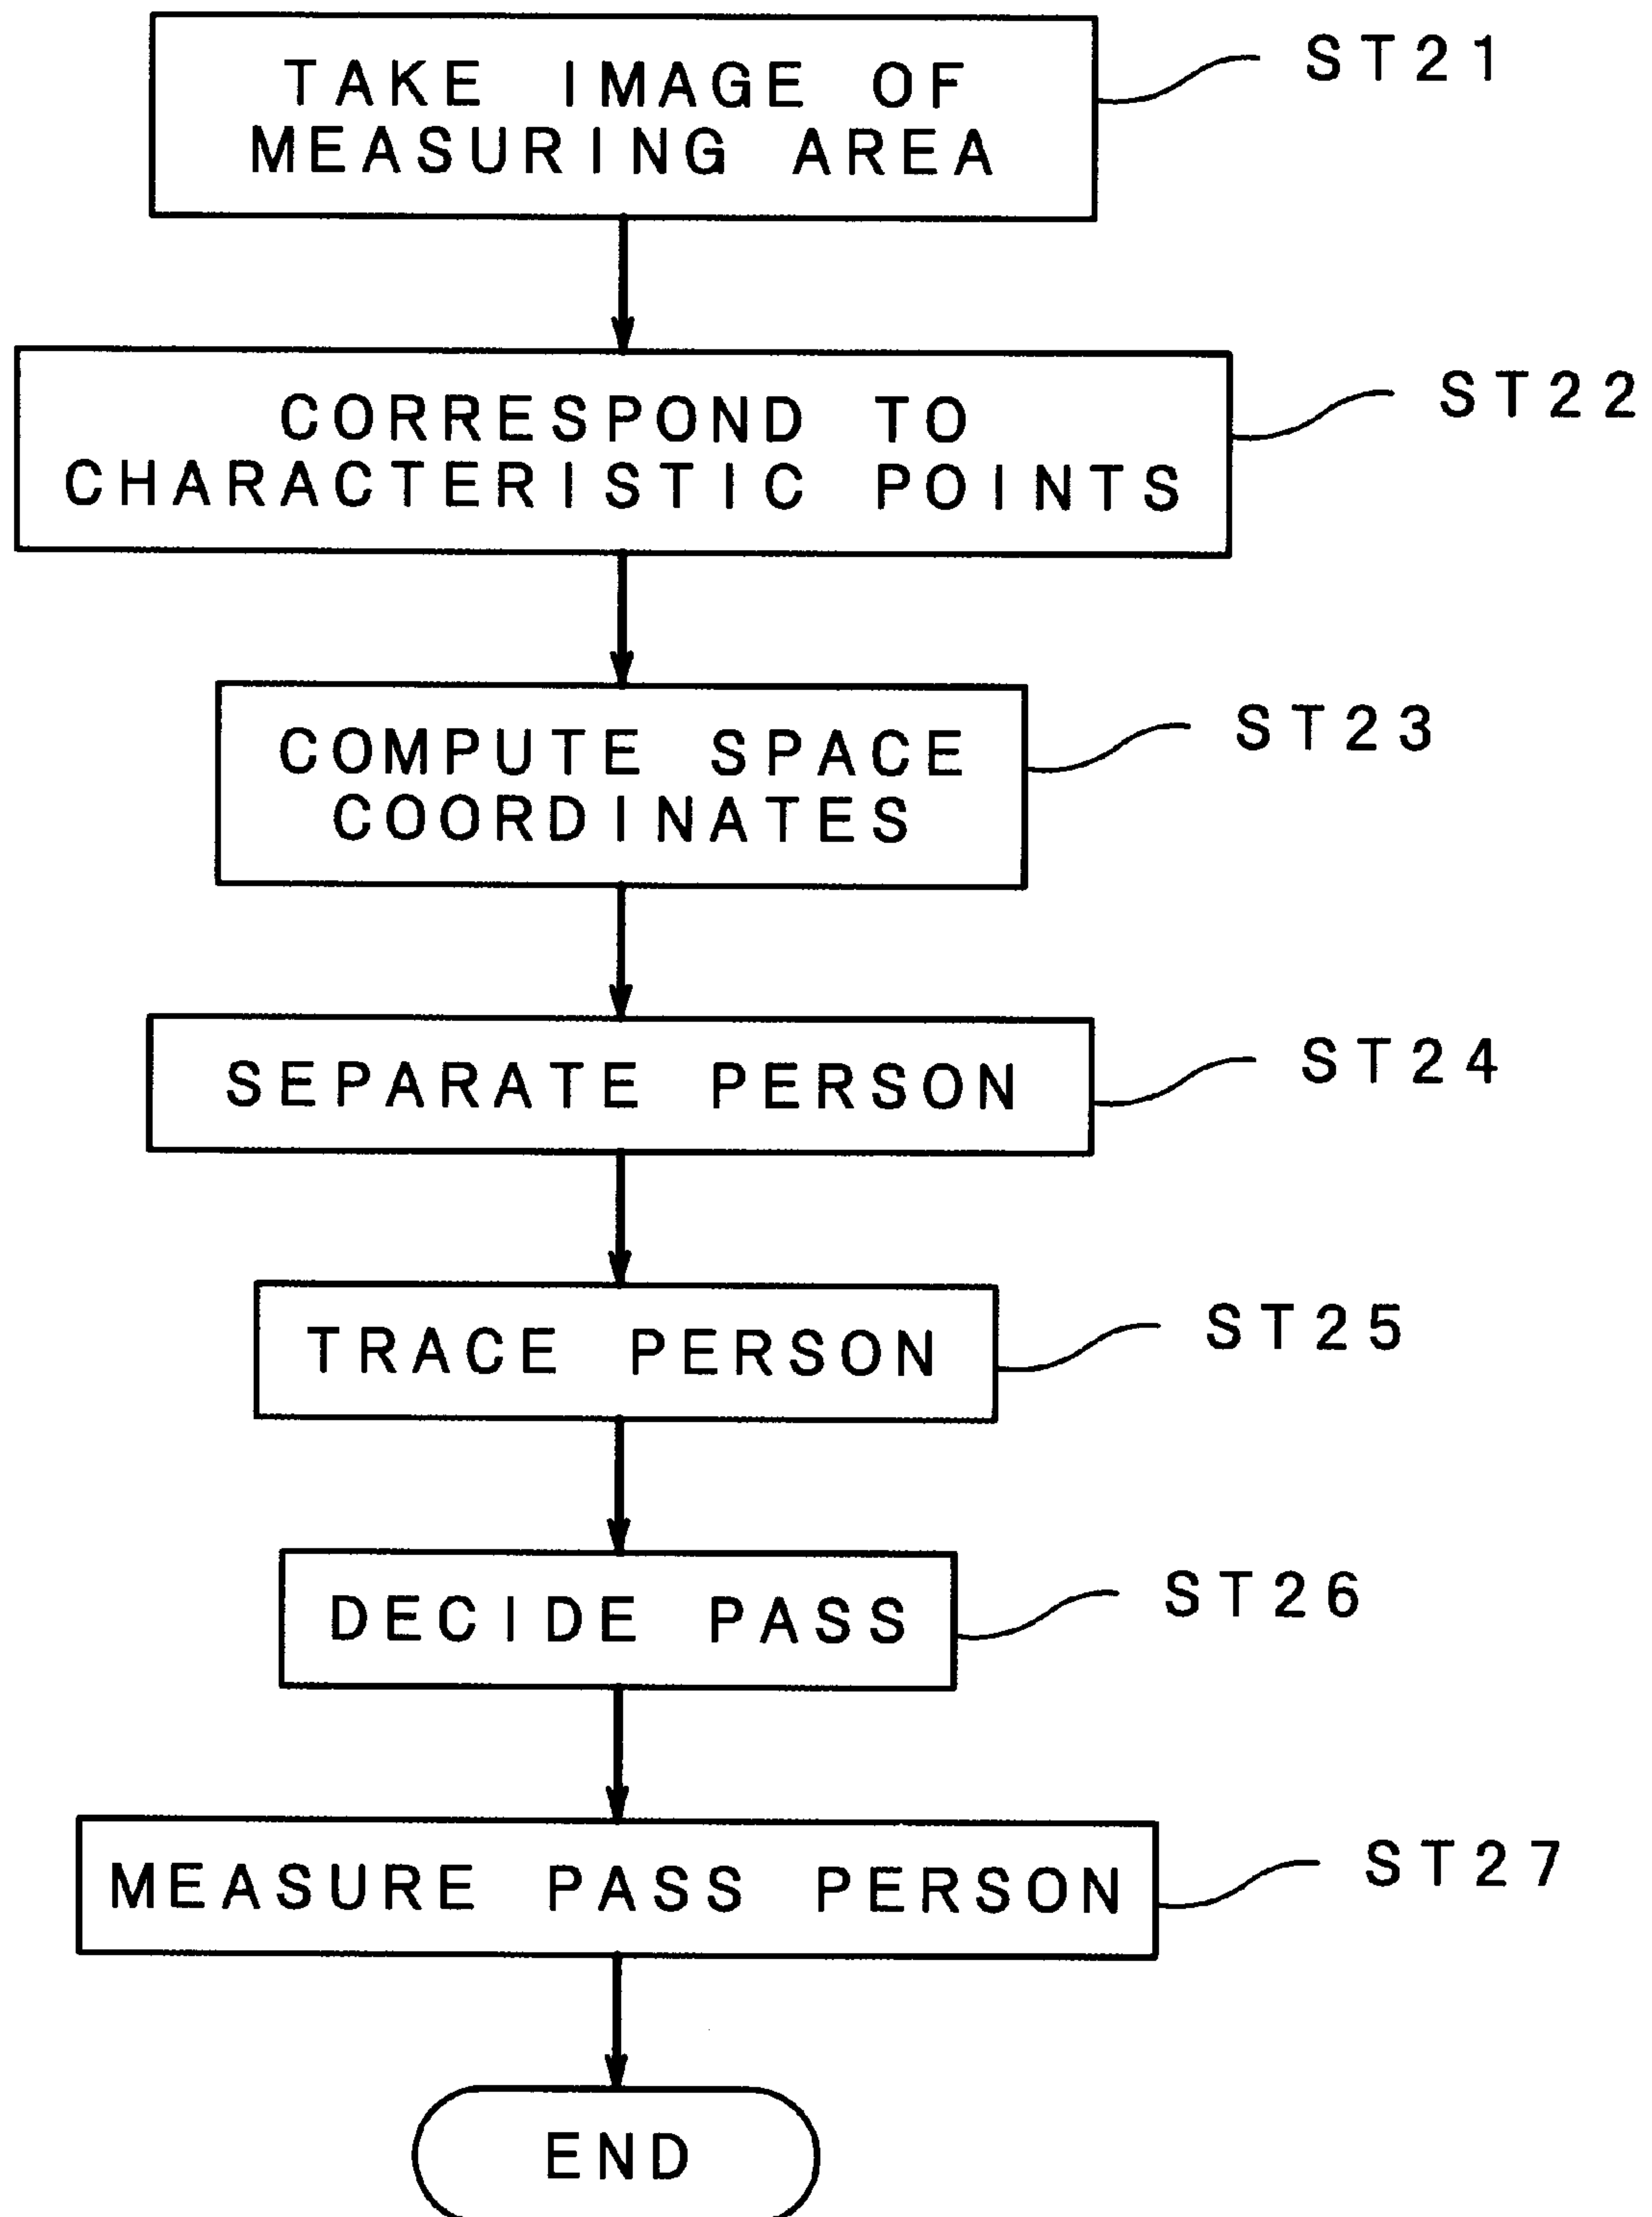 TAKE IMAGE OF
MEASURING AREA
ST21
CORRESPOND TO
CHARACTERISTIC POINTS
ST22
COMPUTE SPACE
COORDINATES
ST23
SEPARATE PERSON
ST24
TRACE PERSON
ST25
DECIDE PASS
ST26
MEASURE PASS PERSON
ST27
END